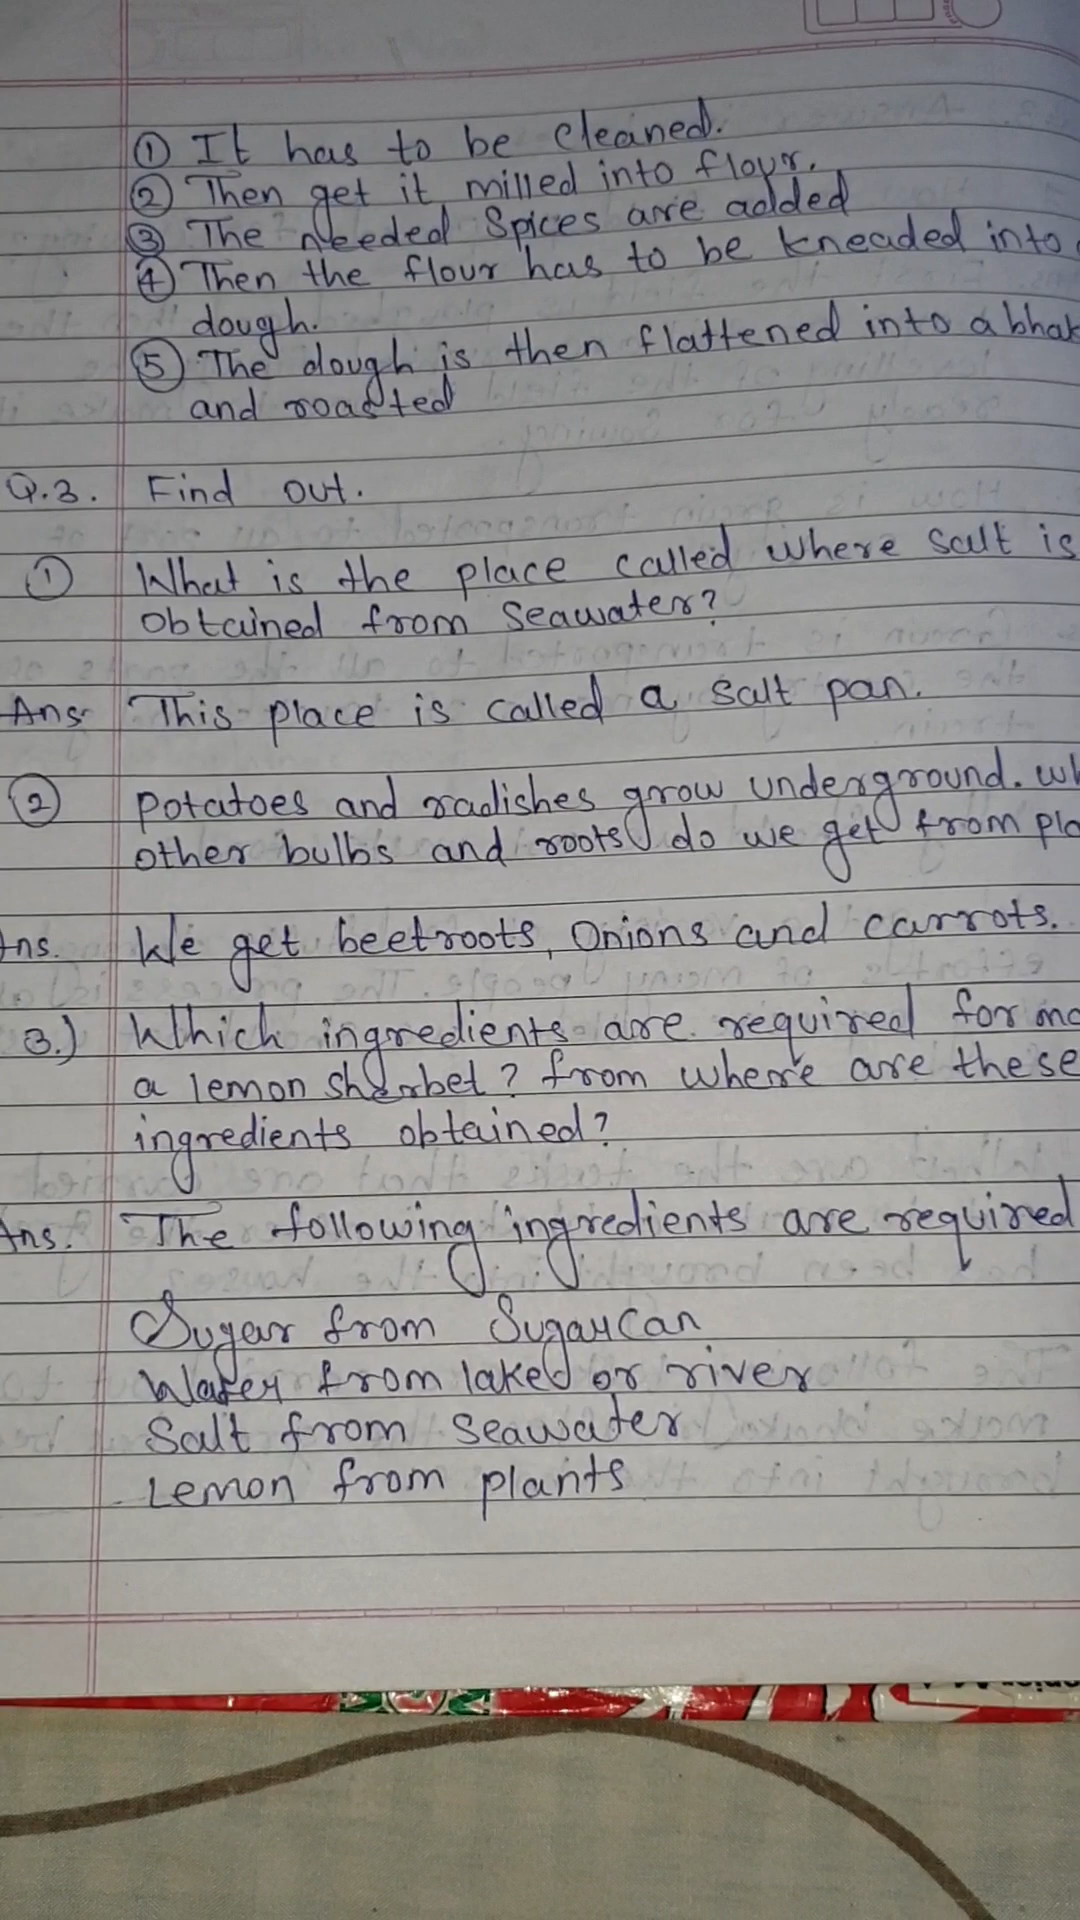 ① It has to be cleaned.
② Then get it milled into flour.
③ The needed Spices are added
④ Then the flour has to be kneaded into
dough.
⑤ The dough is then flattened into a bhak
and roasted
Q.3. Find out.
① What is the place called where salt is
obtained from Seawater?
Ans This place is called a salt pan.
② potatoes and radishes grow underground. wh
other bulbs and roots do we get from pla
Ans. We get beetroots, Onions and carrots.
3.) Which ingredients are required for ma
a lemon sherbet? from where are these
ingredients obtained?
Ans. The following ingredients are required
Sugar from Sugarcan
Water from laked or river
Salt from seawater
Lemon from plants